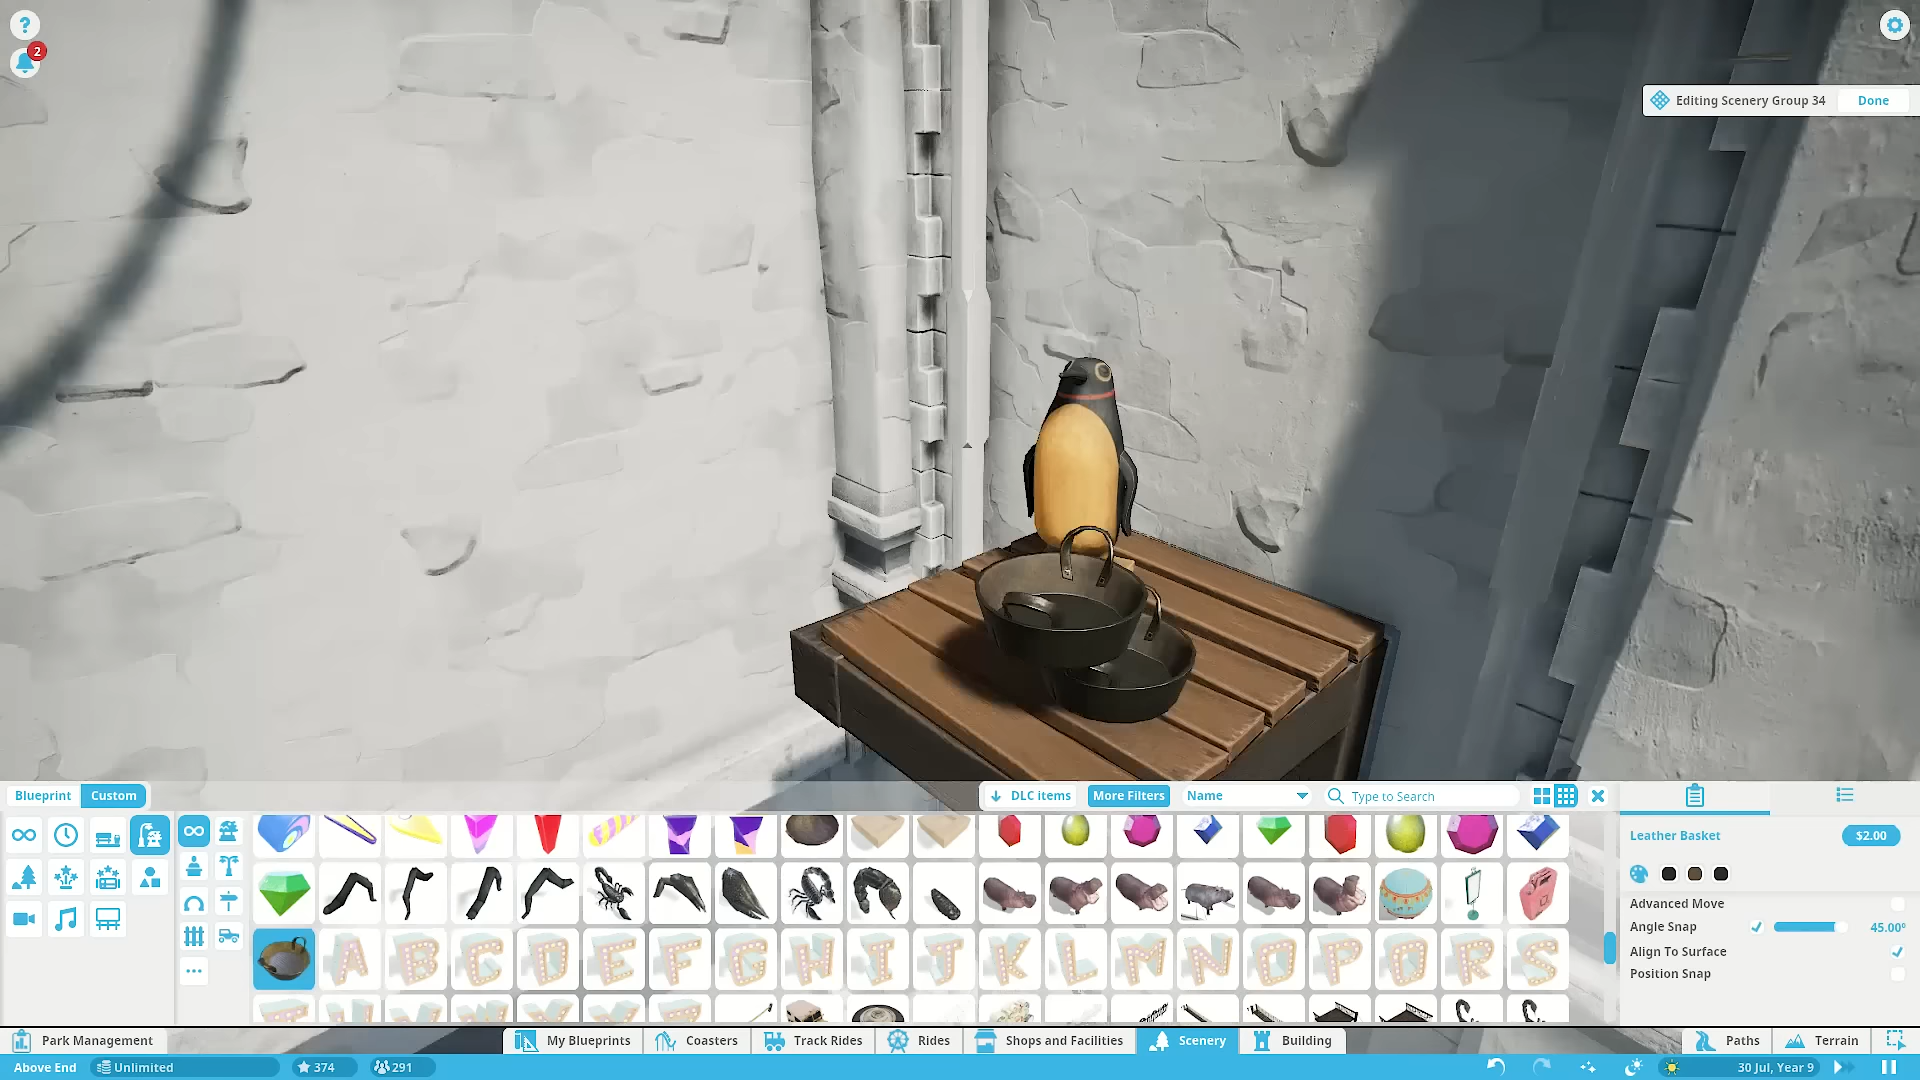 ?
2
Editing Scenery Group 34
Done
Blueprint
Custom
DLC items
More Filters
Name
Type to Search
Leather Basket
$2.00
Advanced Move
Angle Snap
45.00°
Align To Surface
Position Snap
A B C D E F G H I J K L M N O P Q R S
Park Management
My Blueprints
Coasters
Track Rides
Rides
Shops and Facilities
Scenery
Building
Paths
Terrain
Above End
Unlimited
374
291
30 Jul, Year 9